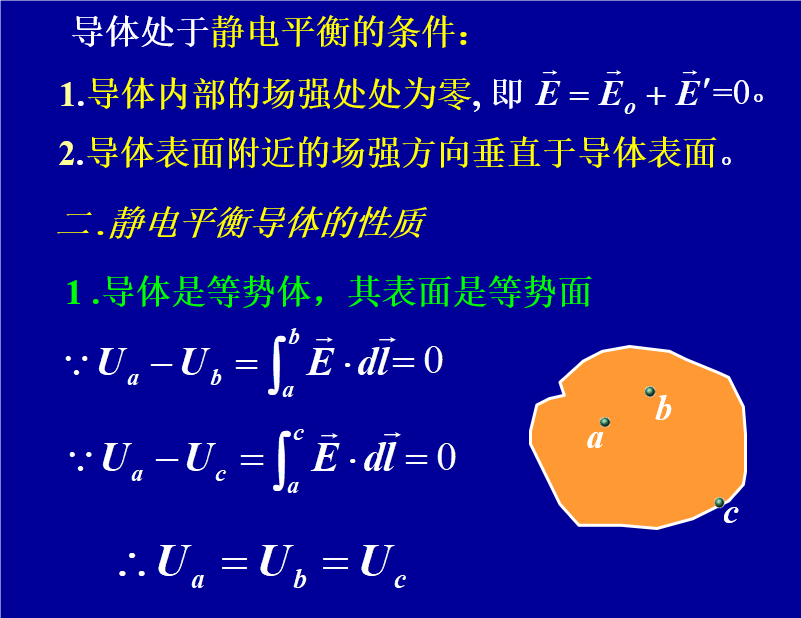 导体处于静电平衡的条件：
1.导体内部的场强处处为零, 即 $\vec{E} = \vec{E}_o + \vec{E}'=0$。
2.导体表面附近的场强方向垂直于导体表面。
二.静电平衡导体的性质
1.导体是等势体，其表面是等势面
$\because U_a - U_b = \int_a^b \vec{E} \cdot d\vec{l} = 0$
$\because U_a - U_c = \int_a^c \vec{E} \cdot d\vec{l} = 0$
$\therefore U_a = U_b = U_c$
b
a
c